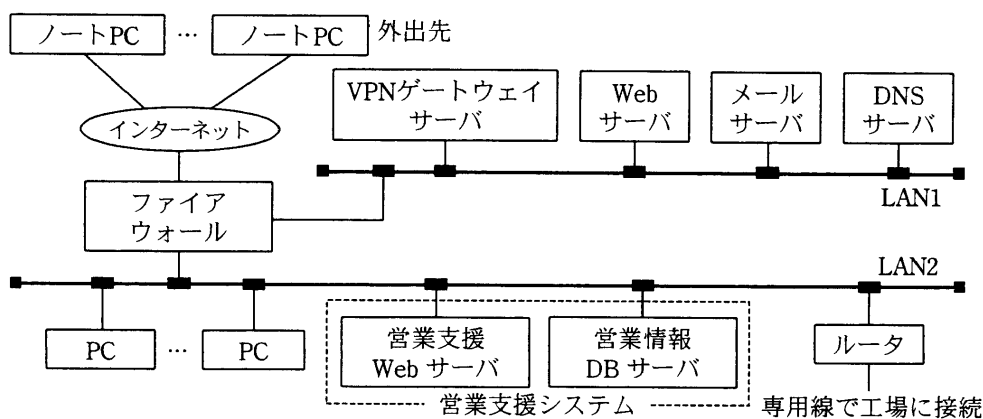 ノートPC … ノートPC 外出先
インターネット
VPNゲートウェイ
サーバ
Web
サーバ
メール
サーバ
DNS
サーバ
LAN1
ファイア
ウォール
LAN2
PC … PC
営業支援
Web サーバ
営業情報
DB サーバ
営業支援システム
ルータ
専用線で工場に接続